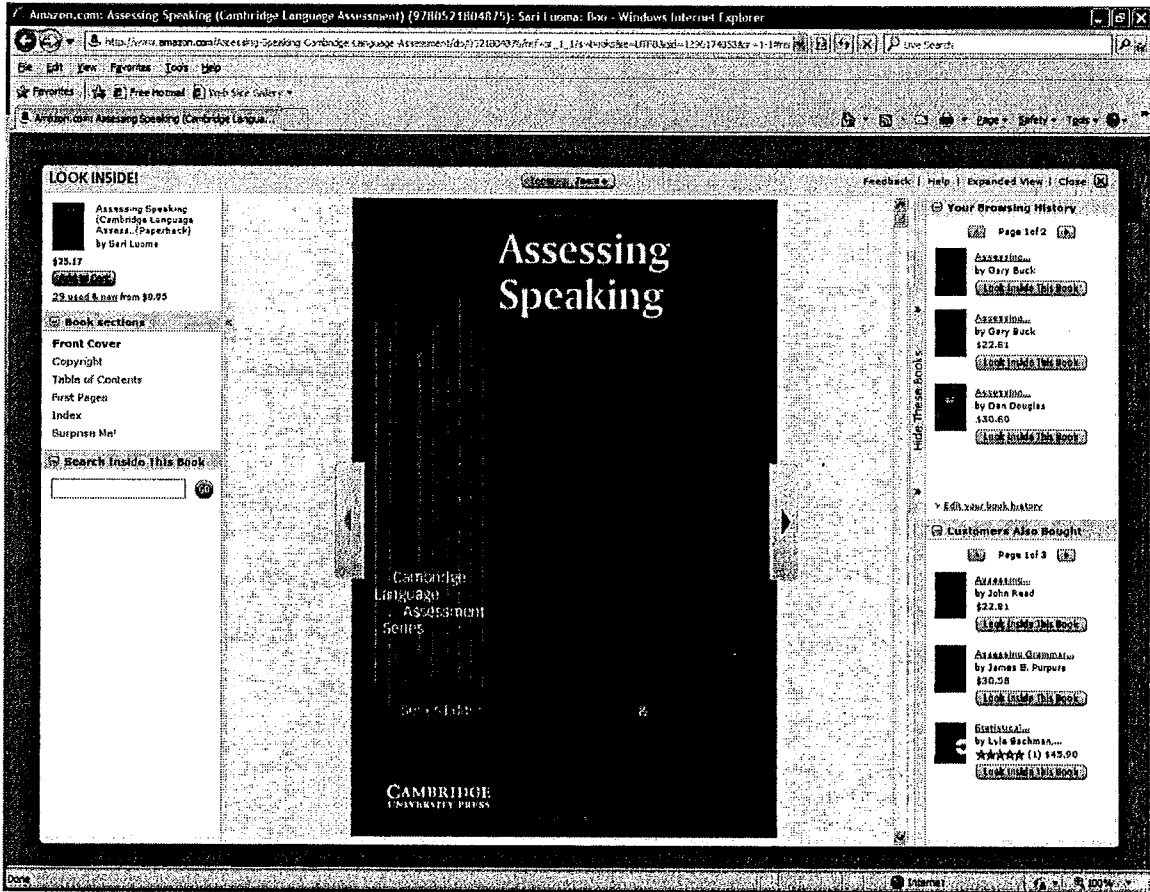 Amazon.com: Assessing Speaking (Cambridge Language Assessment) (9780521804875): Sari Luoma: Boo - Windows Internet Explorer
Live Search
File Edit View Favorites Tools Help
Favorites Free Hotmail Web Slice Gallery
Amazon.com: Assessing Speaking (Cambridge Langua...
Page Safety Tools
LOOK INSIDE!
Feedback | Help | Expanded View | Close
Assessing Speaking
(Cambridge Language
Assess...(Paperback)
by Sari Luoma
$25.17
Add to Cart
29 used & new from $9.95
Book sections
Front Cover
Copyright
Table of Contents
First Pages
Index
Surprise Me!
Search Inside This Book
GO
Assessing
Speaking
Cambridge
Language
Assessment
Series
&
CAMBRIDGE
UNIVERSITY PRESS
Hide These Books
Your Browsing History
Page 1 of 2
Assessing...
by Gary Buck
Look Inside This Book
Assessing...
by Gary Buck
$22.81
Look Inside This Book
Assessing...
by Dan Douglas
$30.60
Look Inside This Book
Edit your book history
Customers Also Bought
Page 1 of 3
Assessing...
by John Read
$22.81
Look Inside This Book
Assessing Grammar...
by James E. Purpura
$30.58
Look Inside This Book
Statistical...
by Lyle Bachman,...
(1) $45.90
Look Inside This Book
Done
Internet
100%